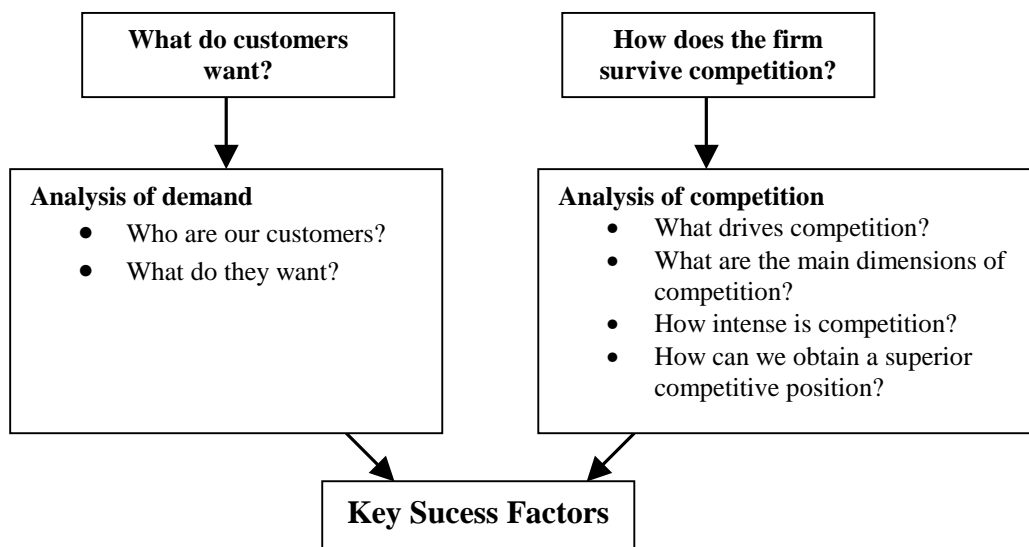 What do customers
want?
How does the firm
survive competition?
Analysis of demand
• Who are our customers?
• What do they want?
Analysis of competition
• What drives competition?
• What are the main dimensions of
competition?
• How intense is competition?
• How can we obtain a superior
competitive position?
Key Sucess Factors